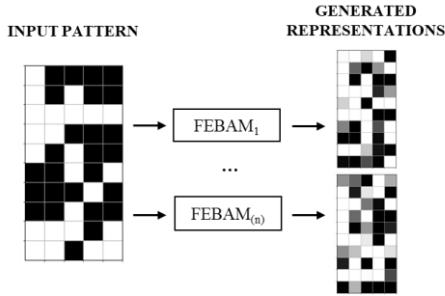 INPUT PATTERN
GENERATED
REPRESENTATIONS
FEBAM1
...
FEBAM(n)